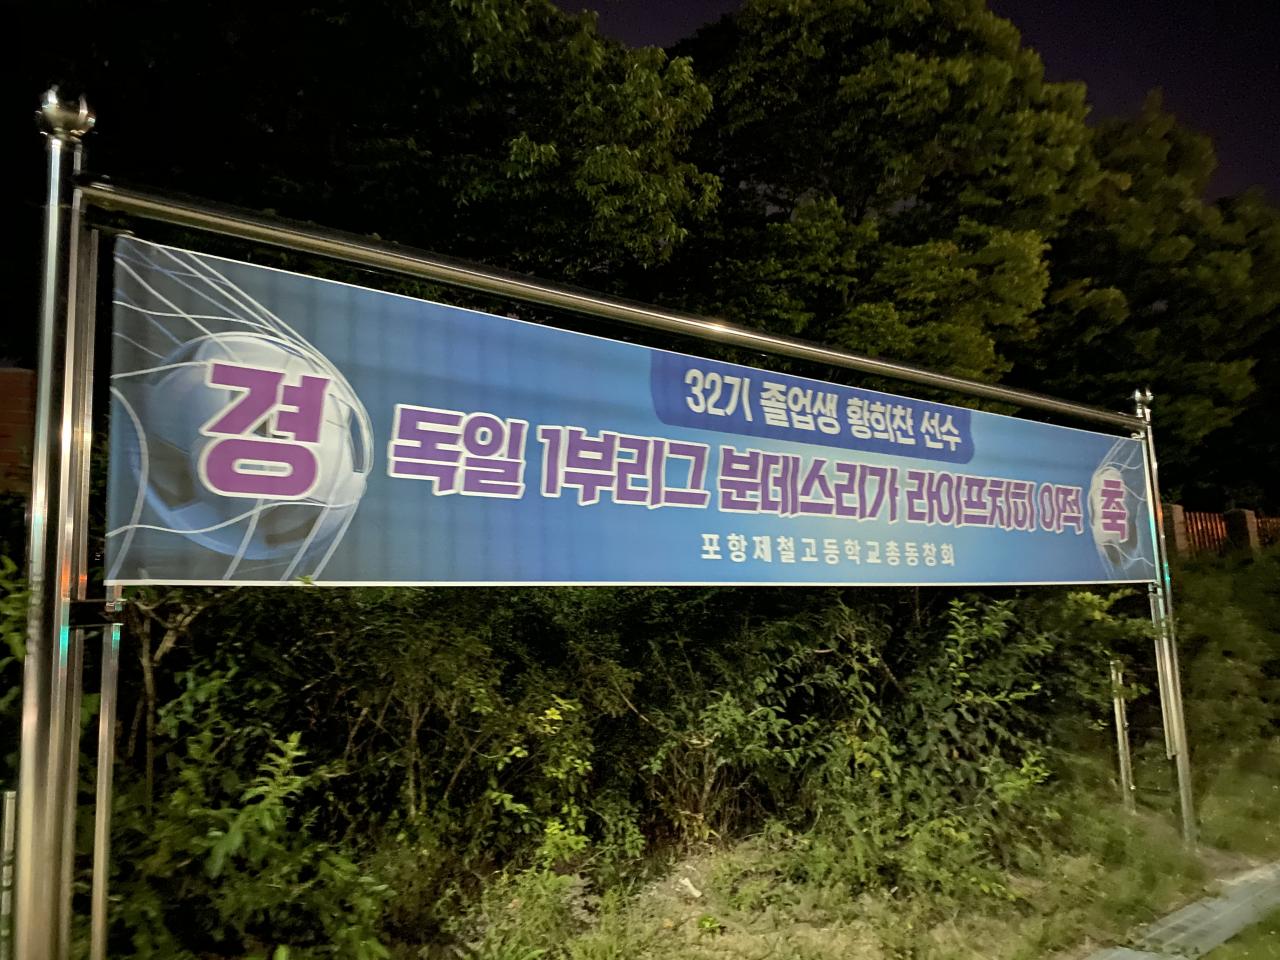 32기 졸업생 황희찬 선수
경 독일 1부리그 분데스리가 라이프치히 이적 축
포항제철고등학교총동창회